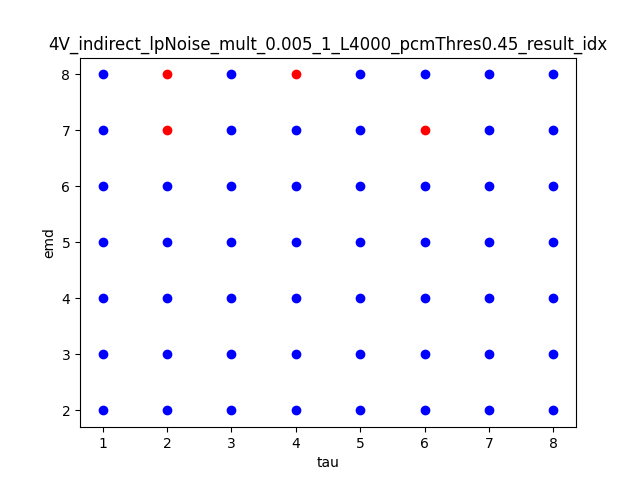 4V_indirect_lpNoise_mult_0.005_1_L4000_pcmThres0.45_result_idx
8
7
6
5
4
3
2
emd
1 2 3 4 5 6 7 8
tau